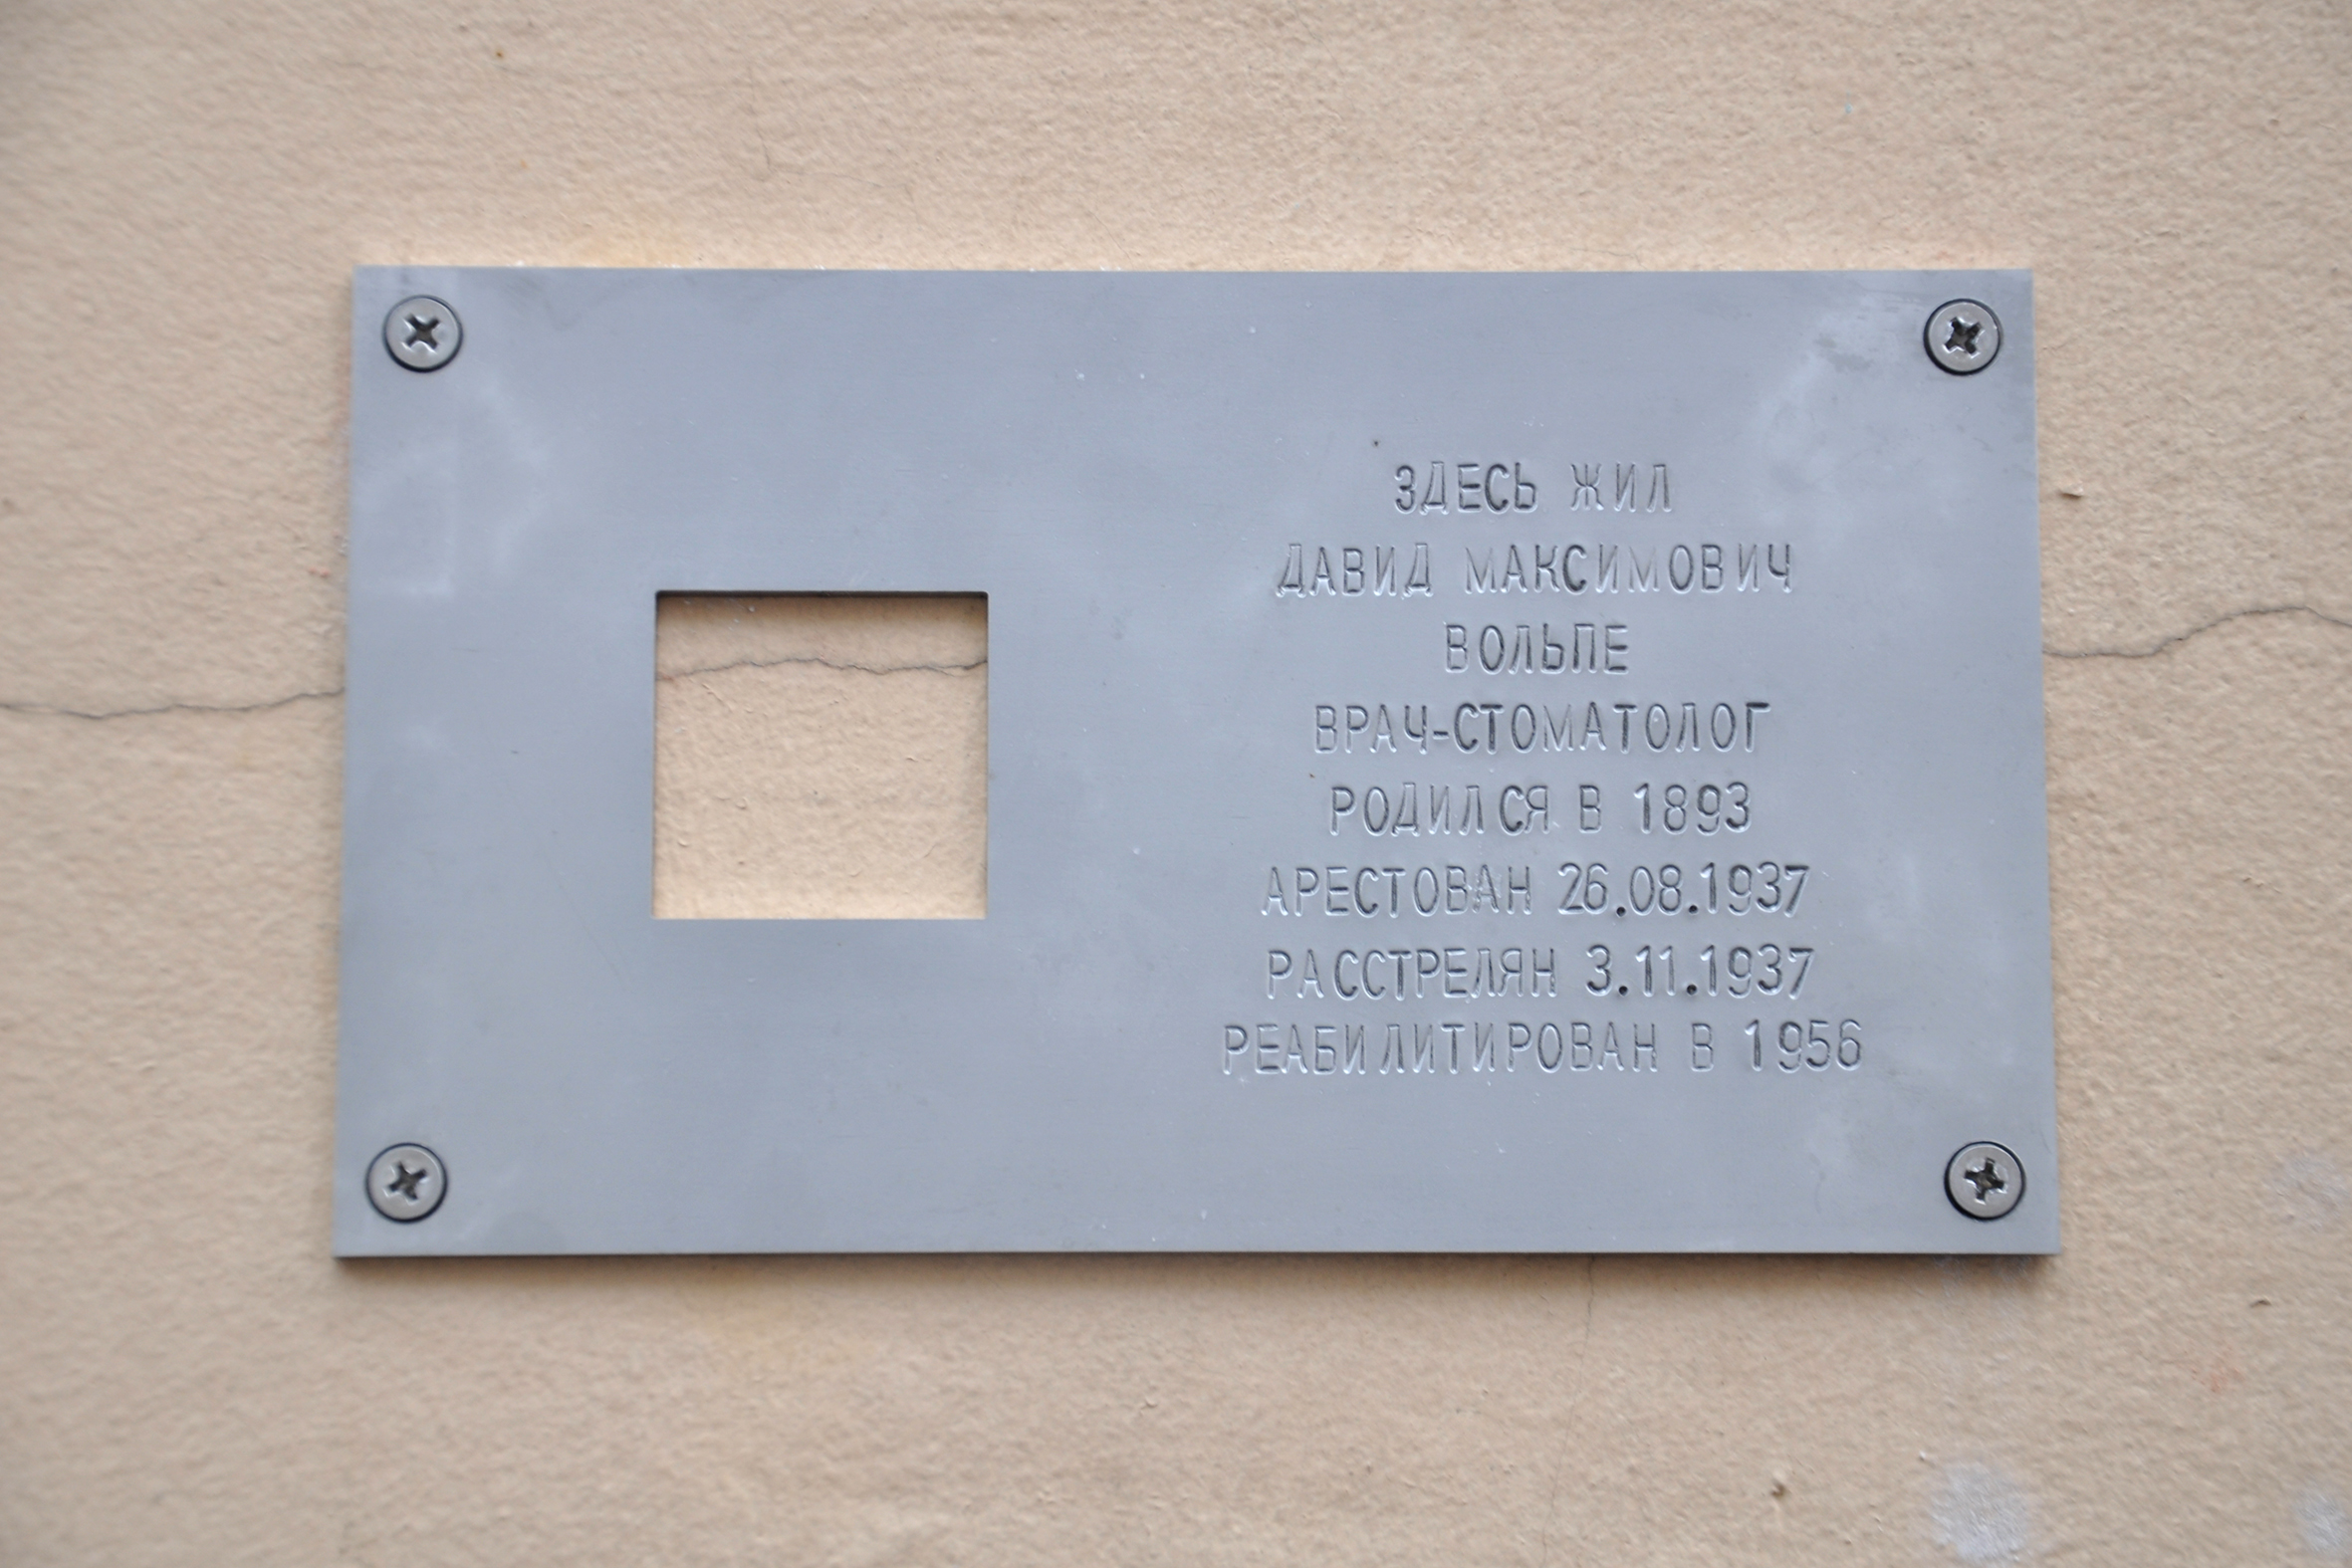 ЗДЕСЬ ЖИЛ
ДАВИД МАКСИМОВИЧ
ВОЛЬПЕ
ВРАЧ-СТОМАТОЛОГ
РОДИЛСЯ В 1893
АРЕСТОВАН 26.08.1937
РАССТРЕЛЯН 3.11.1937
РЕАБИЛИТИРОВАН В 1956